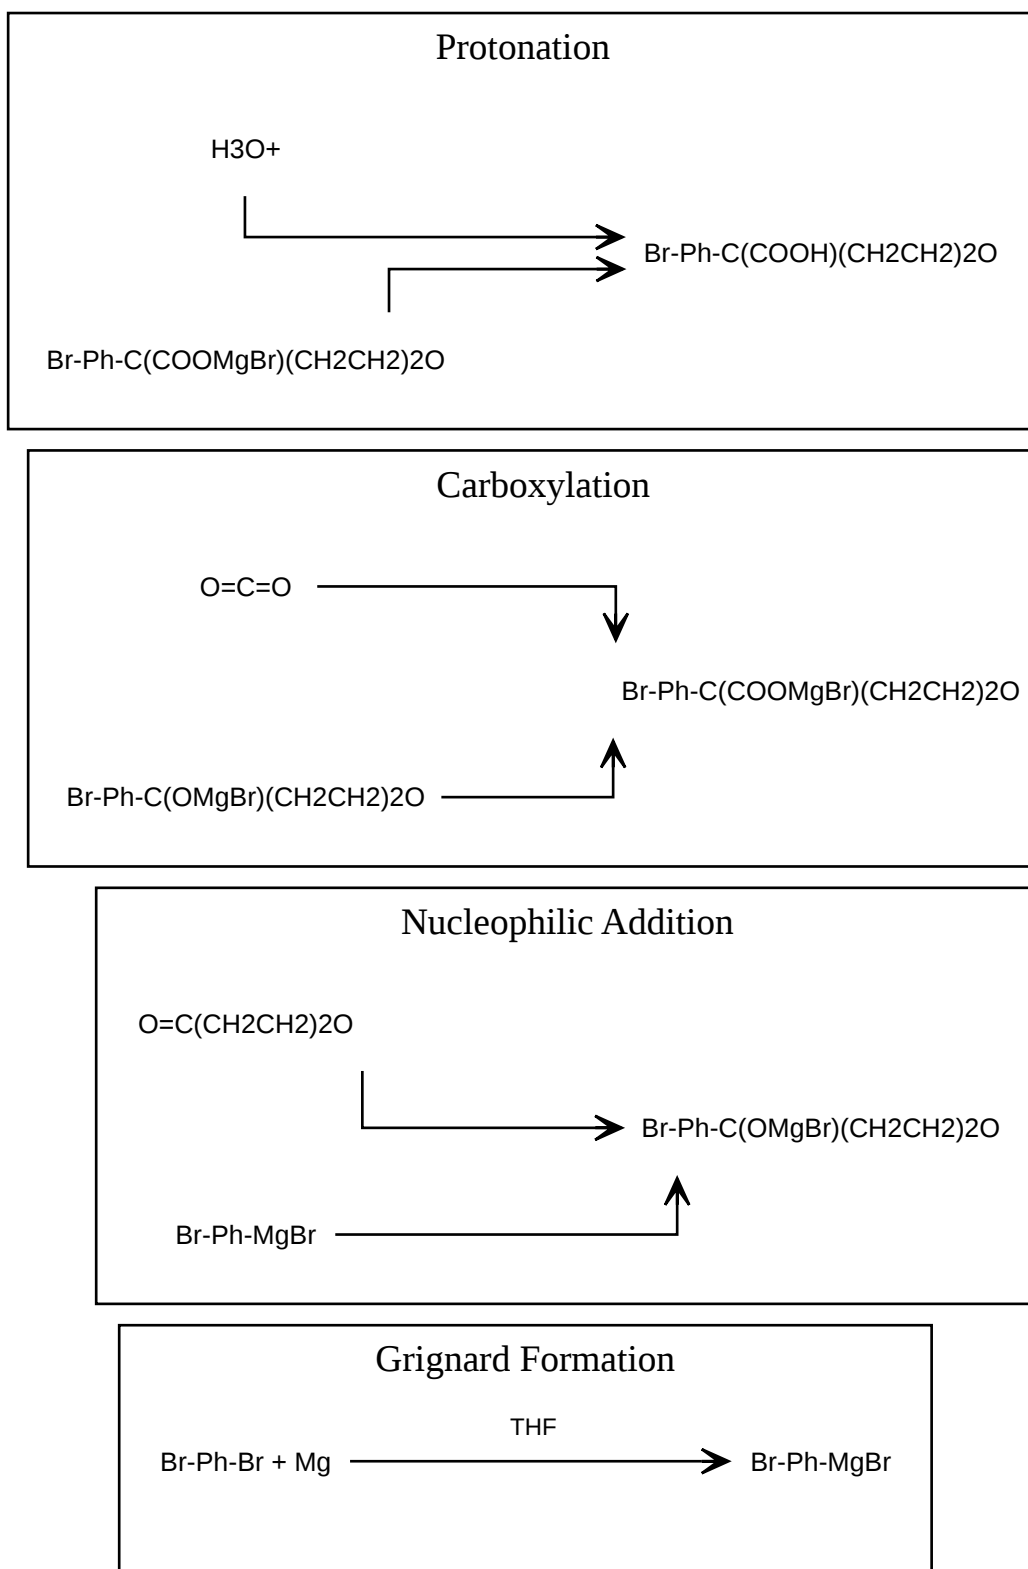 Protonation
H3O+
Br-Ph-C(COOH)(CH2CH2)2O
Br-Ph-C(COOMgBr)(CH2CH2)2O
Carboxylation
O=C=O
Br-Ph-C(COOMgBr)(CH2CH2)2O
Br-Ph-C(OMgBr)(CH2CH2)2O
Nucleophilic Addition
O=C(CH2CH2)2O
Br-Ph-C(OMgBr)(CH2CH2)2O
Br-Ph-MgBr
Grignard Formation
THF
Br-Ph-Br + Mg
Br-Ph-MgBr